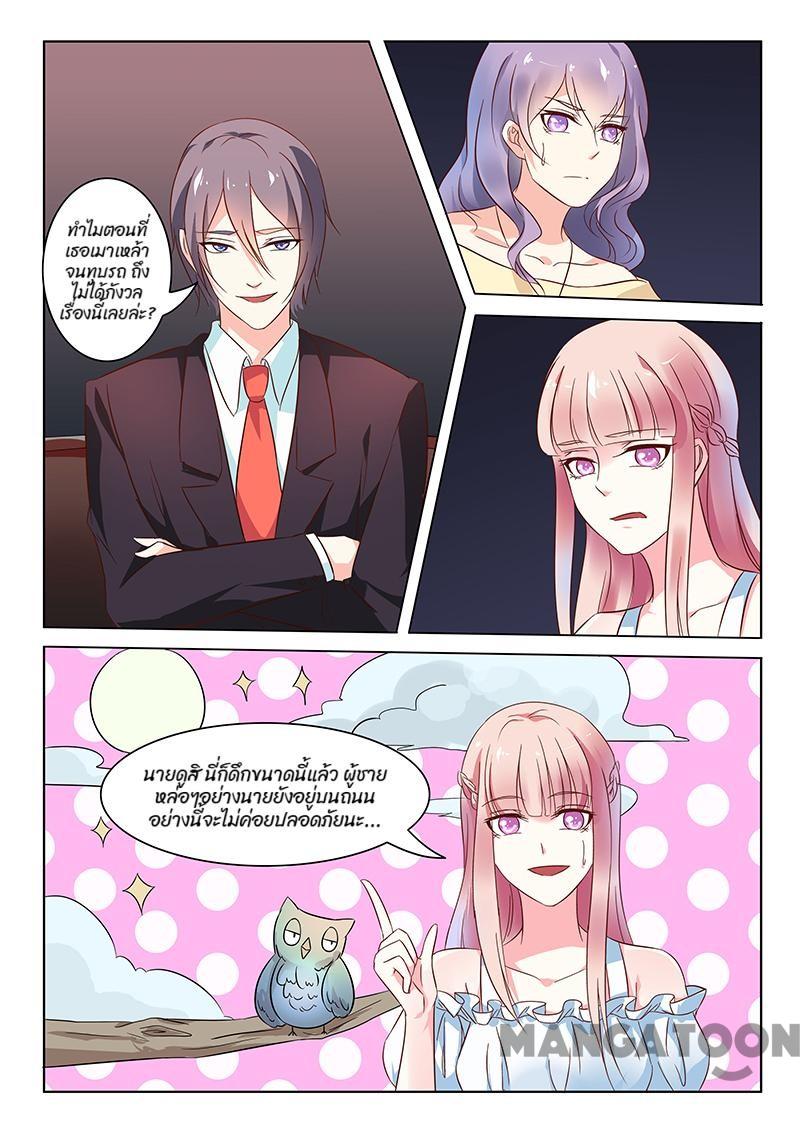 ทำไมตอนที่
เธอเมาเหล้า
จนทุบรถ ถึง
ไม่ได้กังวล
เรื่องนี้เลยล่ะ?
นายดูสิ นี่ก็ดึกขนาดนี้แล้ว ผู้ชาย
หล่อๆอย่างนายยังอยู่บนถนน
อย่างนี้จะไม่ค่อยปลอดภัยนะ...
MANGATOON